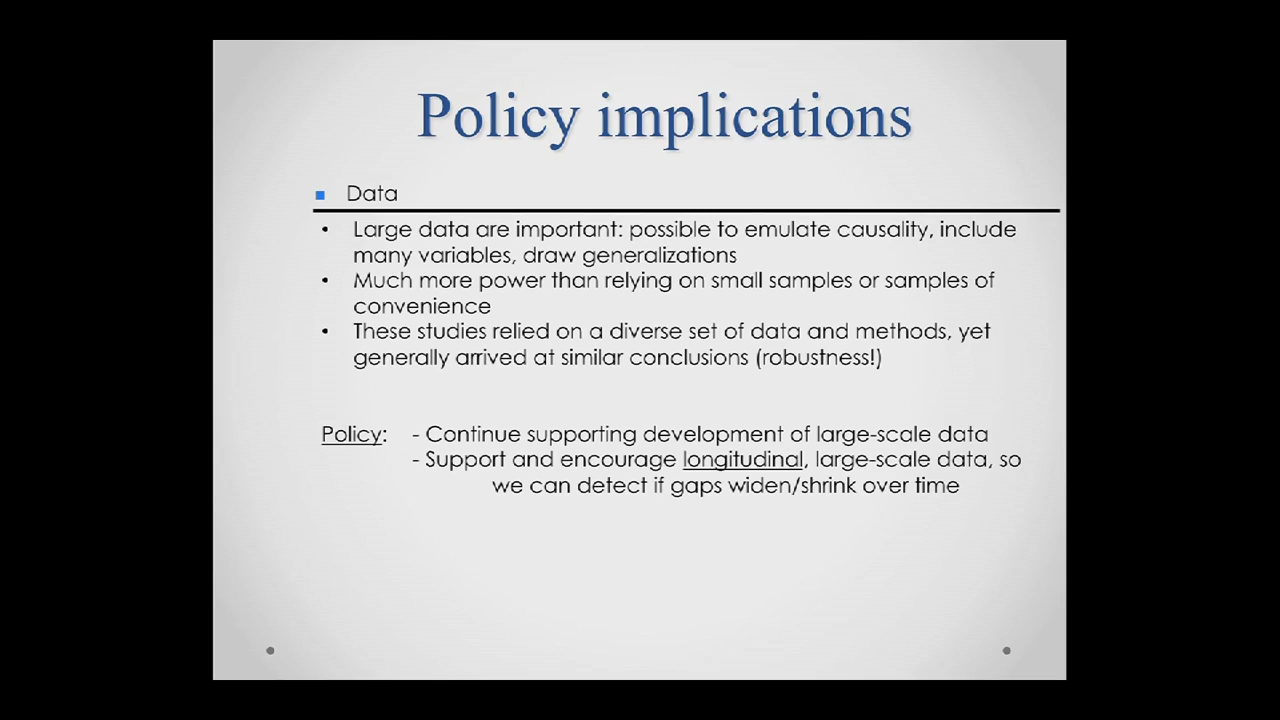 Policy implications
▪ Data
• Large data are important: possible to emulate causality, include
many variables, draw generalizations
• Much more power than relying on small samples or samples of
convenience
• These studies relied on a diverse set of data and methods, yet
generally arrived at similar conclusions (robustness!)
Policy: - Continue supporting development of large-scale data
- Support and encourage longitudinal, large-scale data, so
we can detect if gaps widen/shrink over time